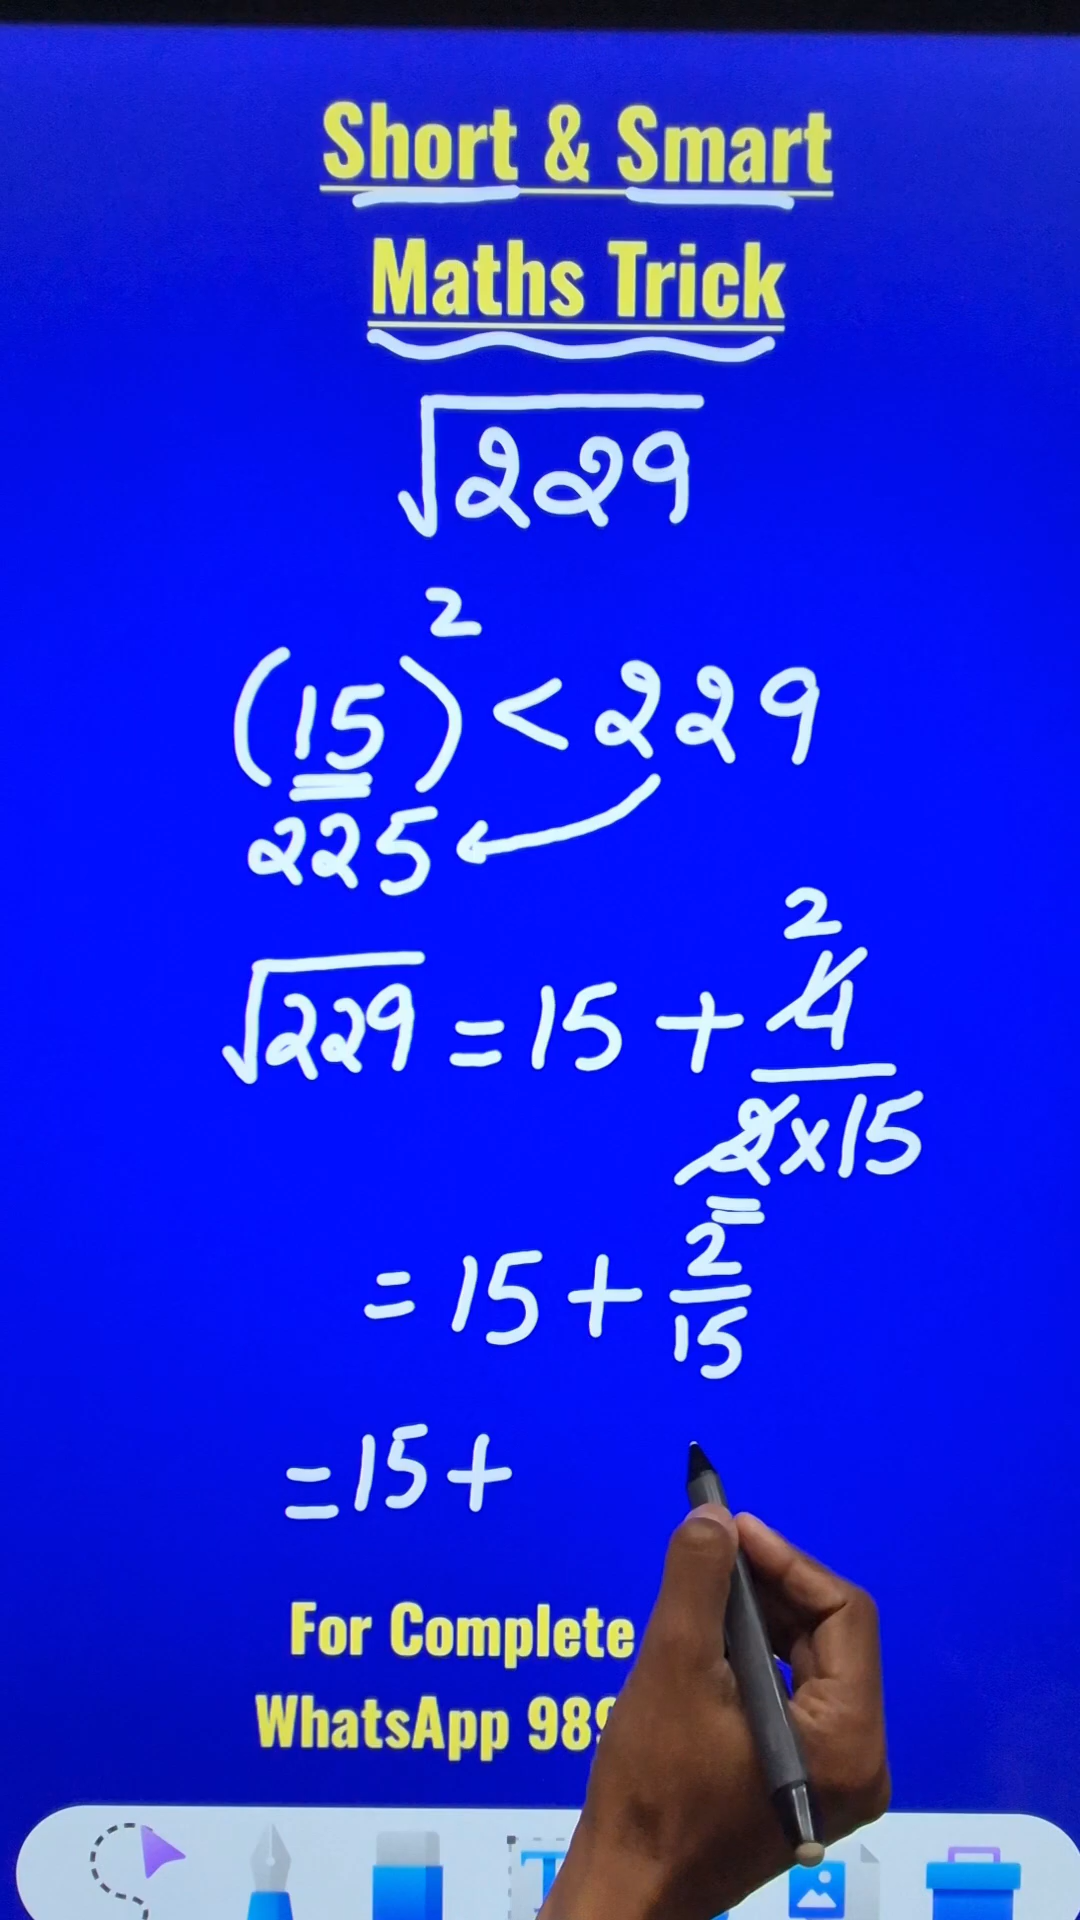 Short & Smart
Maths Trick
√229
(15)² < 229
225
2
√229 = 15 + 4
2×15
= 15 + 2/15
= 15 +
For Complete
WhatsApp